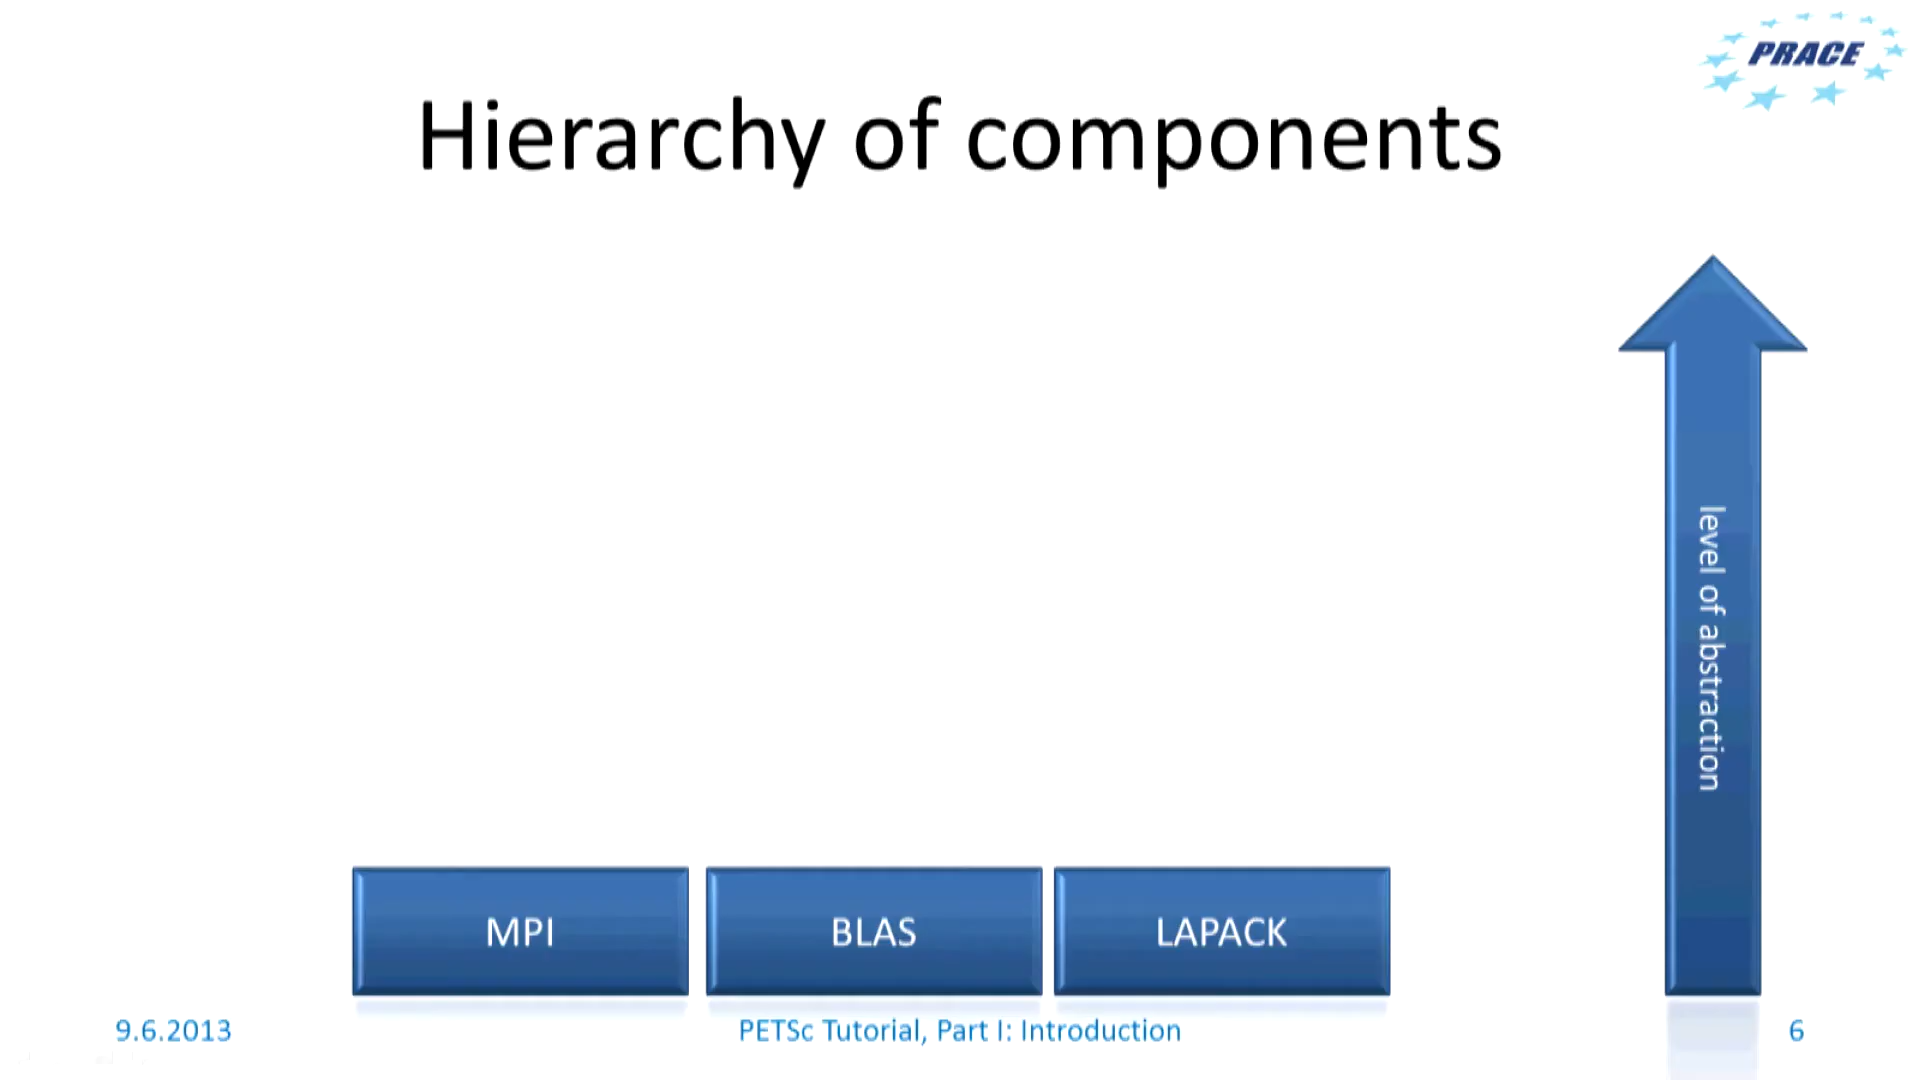 PRACE
Hierarchy of components
level of abstraction
MPI
BLAS
LAPACK
9.6.2013
PETSc Tutorial, Part I: Introduction
6